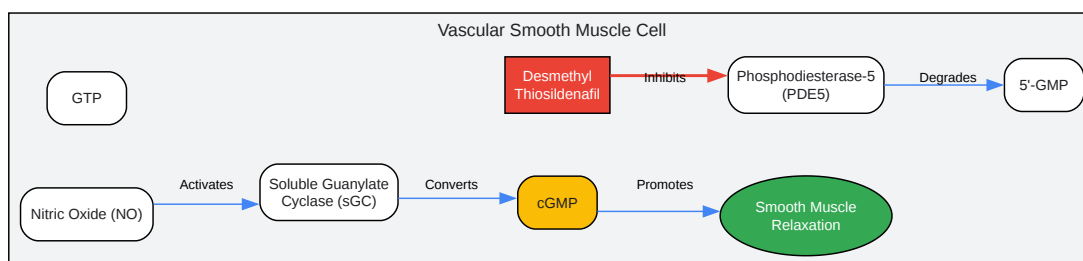 Vascular Smooth Muscle Cell
GTP
Desmethyl
Thiosildenafil
Inhibits
Phosphodiesterase-5
(PDE5)
Degrades
5'-GMP
Nitric Oxide (NO)
Activates
Soluble Guanylate
Cyclase (sGC)
Converts
cGMP
Promotes
Smooth Muscle
Relaxation